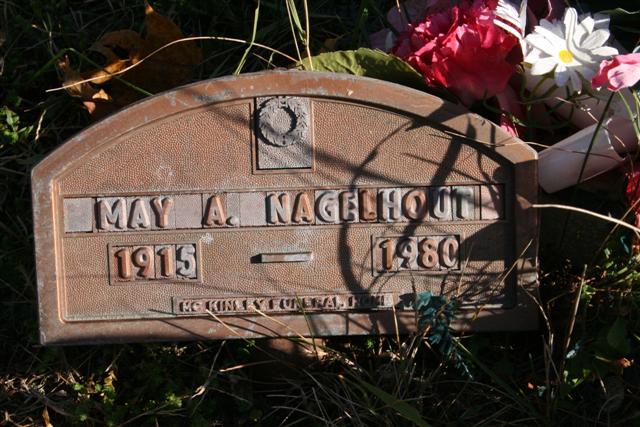 MAY A. NAGELHOUT
1915 — 1980
MC KINLEY FUNERAL HOME